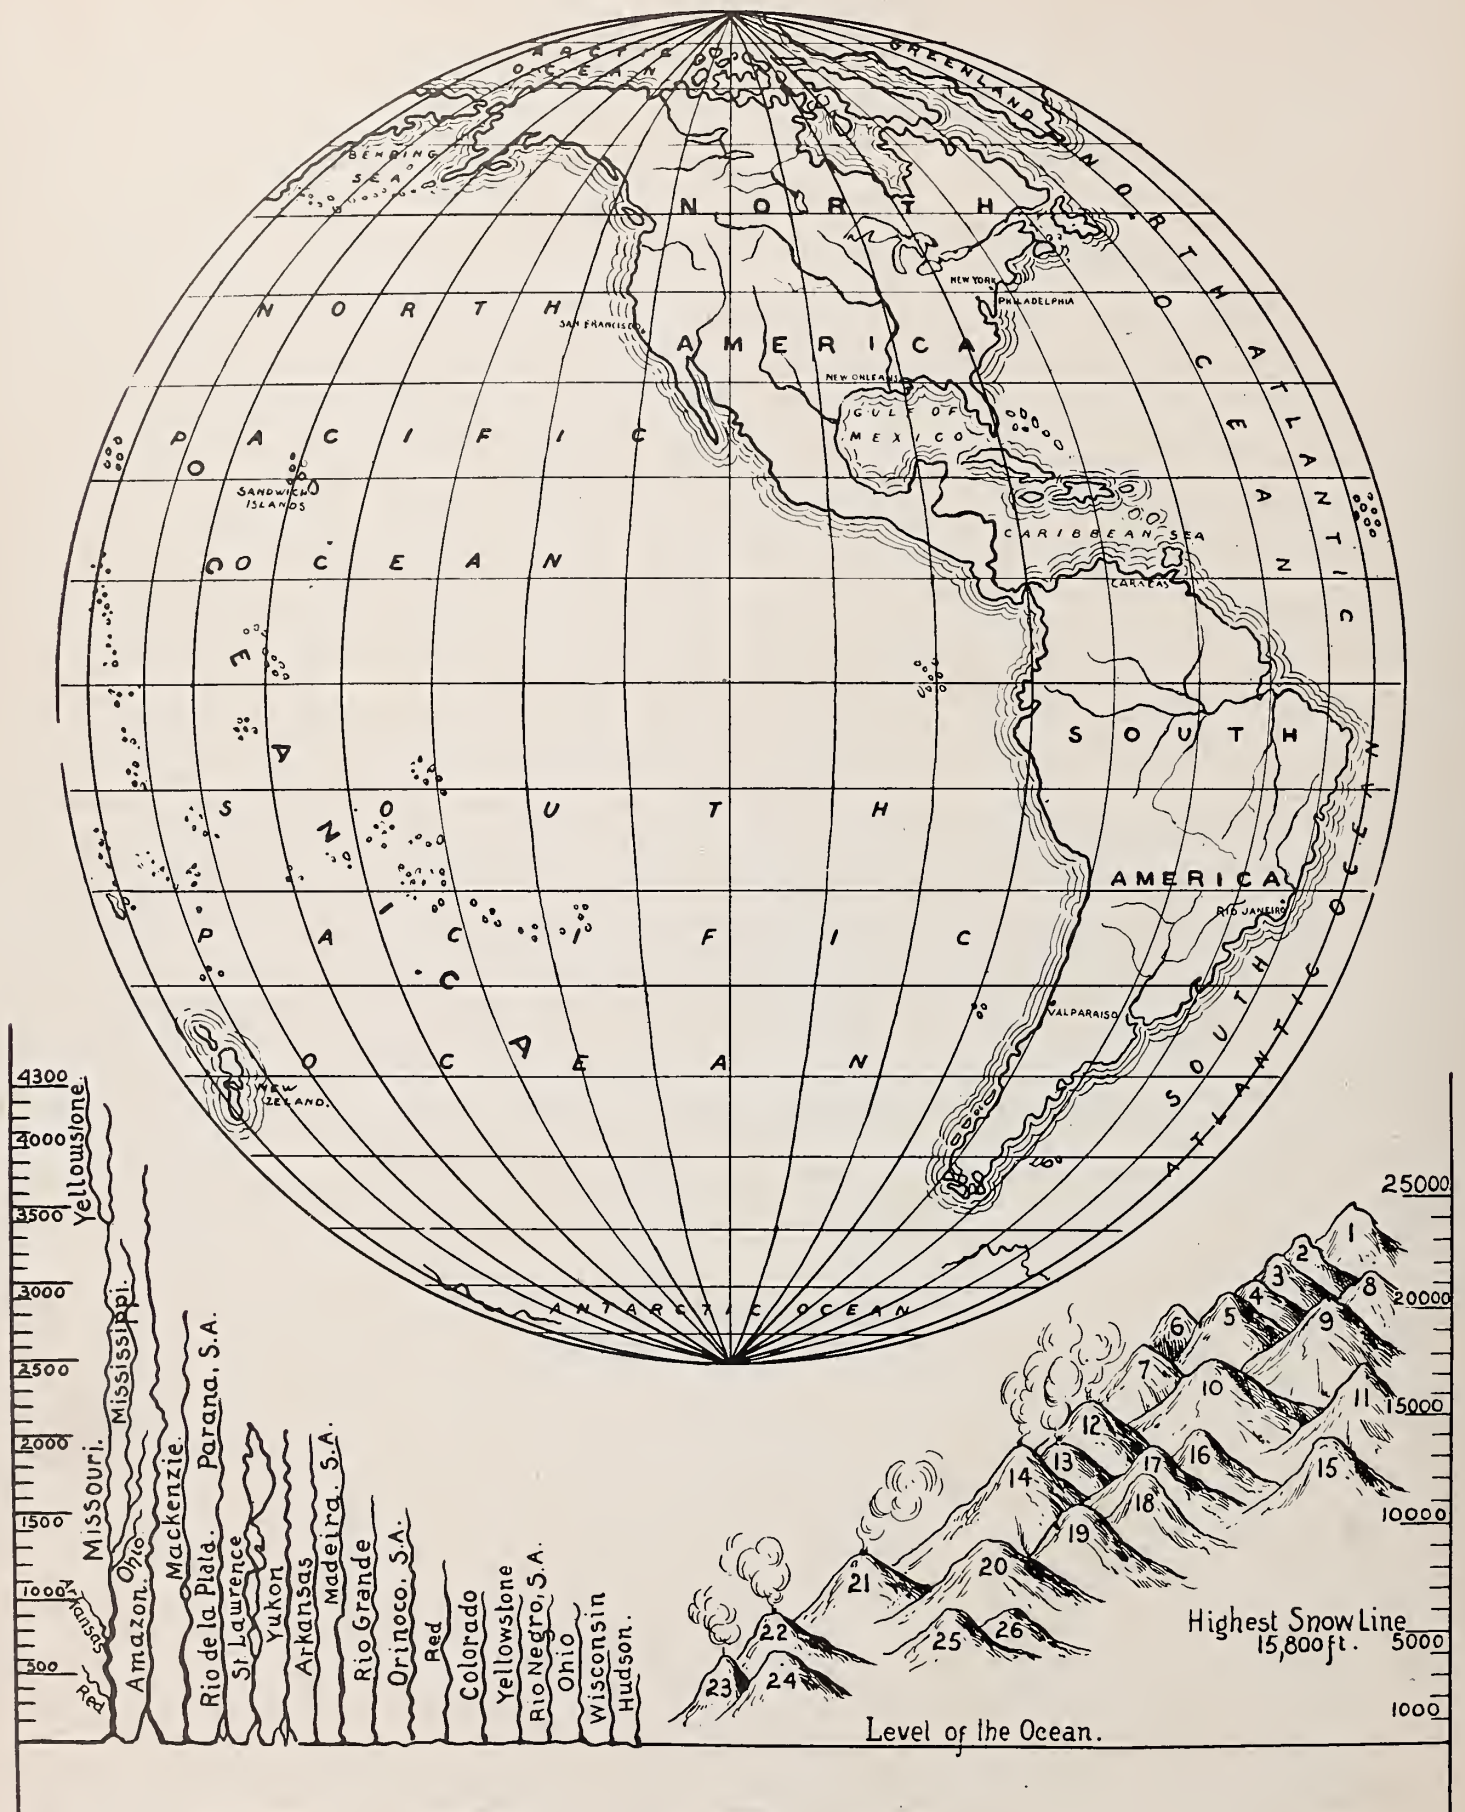 ARCTIC
OCEAN
GREENLAND
BEHRING
SEA
NORTH
AMERICA
NORTH ATLANTIC
OCEAN
NEW YORK
PHILADELPHIA
NORTH
SAN FRANCISCO
NEW ORLEANS
GULF OF
MEXICO
PACIFIC
SANDWICH
ISLANDS
OCEAN
CARIBBEAN SEA
CARACAS
OCEANICA
SOUTH
AMERICA
RIO JANEIRO
VALPARAISO
SOUTH
PACIFIC
OCEAN
SOUTH
ATLANTIC
OCEAN
NEW
ZELAND.
ANTARCTIC OCEAN
4300
4000
3500
3000
2500
2000
1500
1000
500
Yellowstone.
Missouri.
Arkansas
Red
Mississippi.
Ohio
Amazon.
Mackenzie.
Rio de la Plata. Parana, S.A.
St. Lawrence
Yukon
Arkansas
Madeira. S.A.
Rio Grande
Orinoco, S.A.
Red
Colorado
Yellowstone
Rio Negro, S.A.
Ohio
Wisconsin
Hudson.
25000
20000
15000
10000
5000
1000
1
2
3
4
5
6
7
8
9
10
11
12
13
14
15
16
17
18
19
20
21
22
23
24
25
26
Highest Snow Line
15,800 ft.
Level of the Ocean.